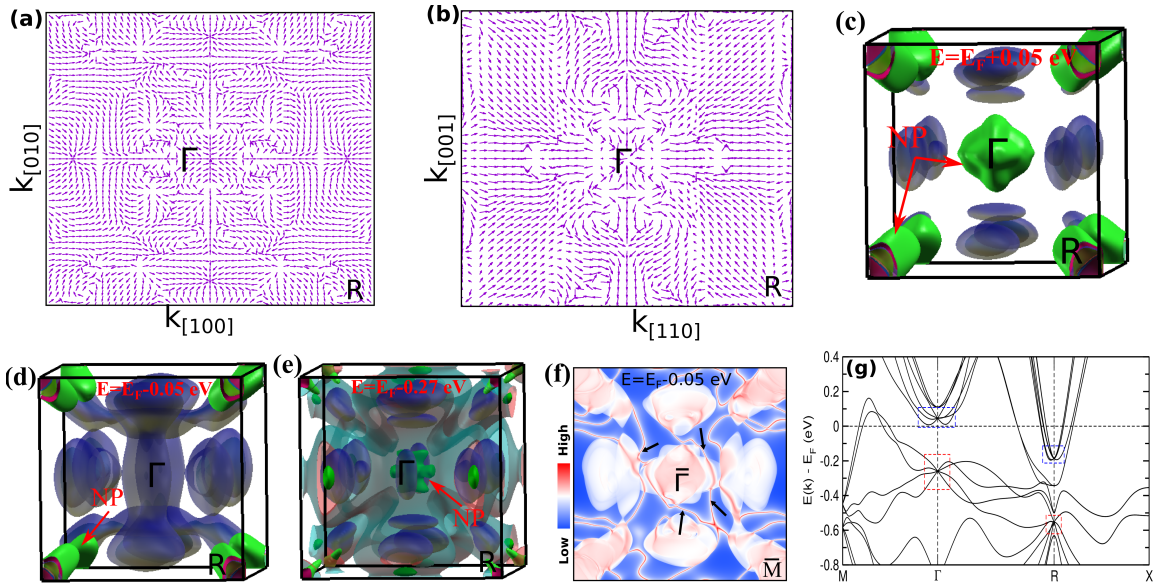 (a)
k[010]
Γ
R
k[100]
(b)
k[001]
Γ
R
k[110]
(c)
E=EF+0.05 eV
NP
Γ
R
(d)
E=EF-0.05 eV
Γ
NP
R
(e)
E=EF-0.27 eV
Γ
NP
R
(f)
E=EF-0.05 eV
High
Low
Γ̅
M̅
(g)
E(k) - EF (eV)
0.4
0.2
0
-0.2
-0.4
-0.6
-0.8
M
Γ
R
X